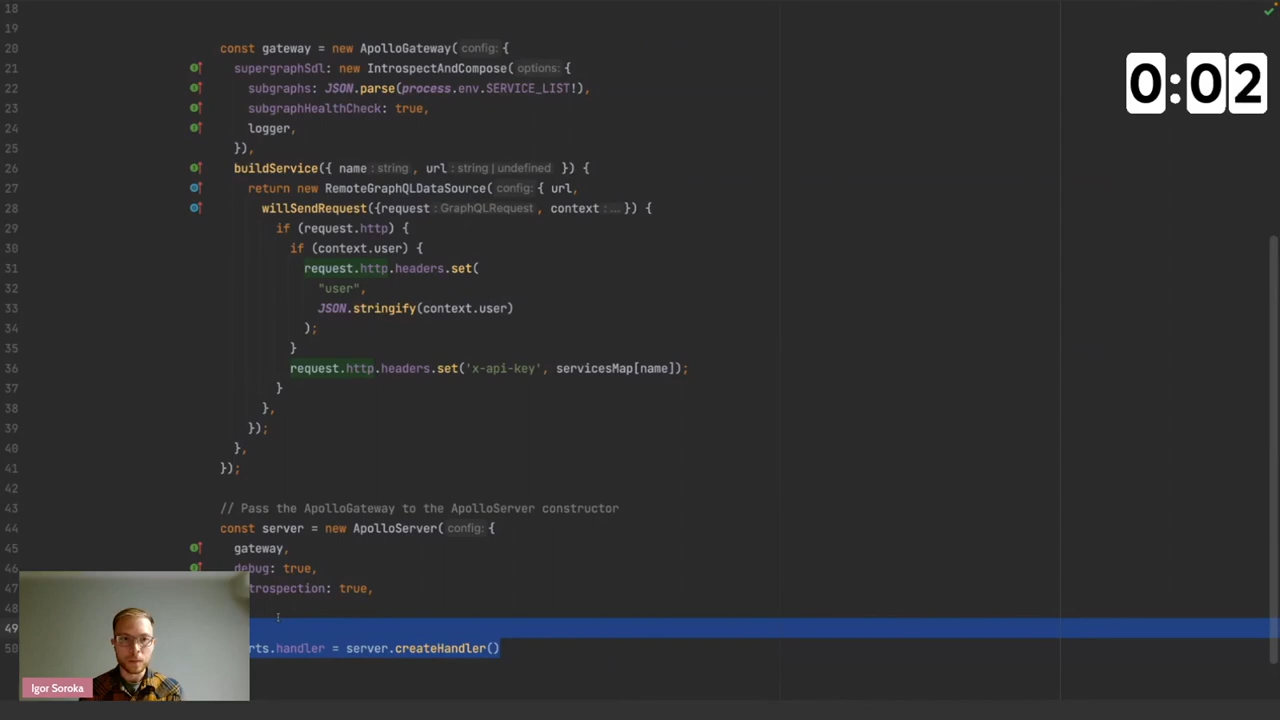 18
19
20 const gateway = new ApolloGateway( config: {
21 supergraphSdl: new IntrospectAndCompose( options: {
22 subgraphs: JSON.parse(process.env.SERVICE_LIST!),
23 subgraphHealthCheck: true,
24 logger,
25 }),
26 buildService({ name : string , url : string | undefined }) {
27 return new RemoteGraphQLDataSource( config: { url,
28 willSendRequest({request : GraphQLRequest , context : ... }) {
29 if (request.http) {
30 if (context.user) {
31 request.http.headers.set(
32 "user",
33 JSON.stringify(context.user)
34 );
35 }
36 request.http.headers.set('x-api-key', servicesMap[name]);
37 }
38 },
39 });
40 },
41 });
42
43 // Pass the ApolloGateway to the ApolloServer constructor
44 const server = new ApolloServer( config: {
45 gateway,
46 debug: true,
47 trospection: true,
48
49
50 rts.handler = server.createHandler()
0:02
Igor Soroka